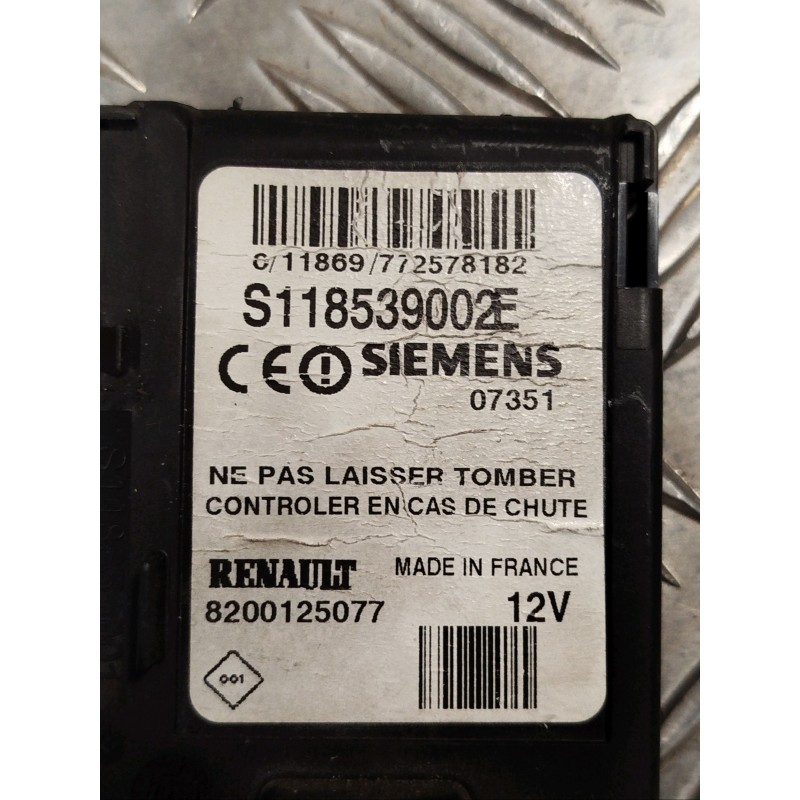 C/11869/772578182
S118539002E
CE SIEMENS
07351
NE PAS LAISSER TOMBER
CONTROLER EN CAS DE CHUTE
RENAULT MADE IN FRANCE
8200125077 12V
001